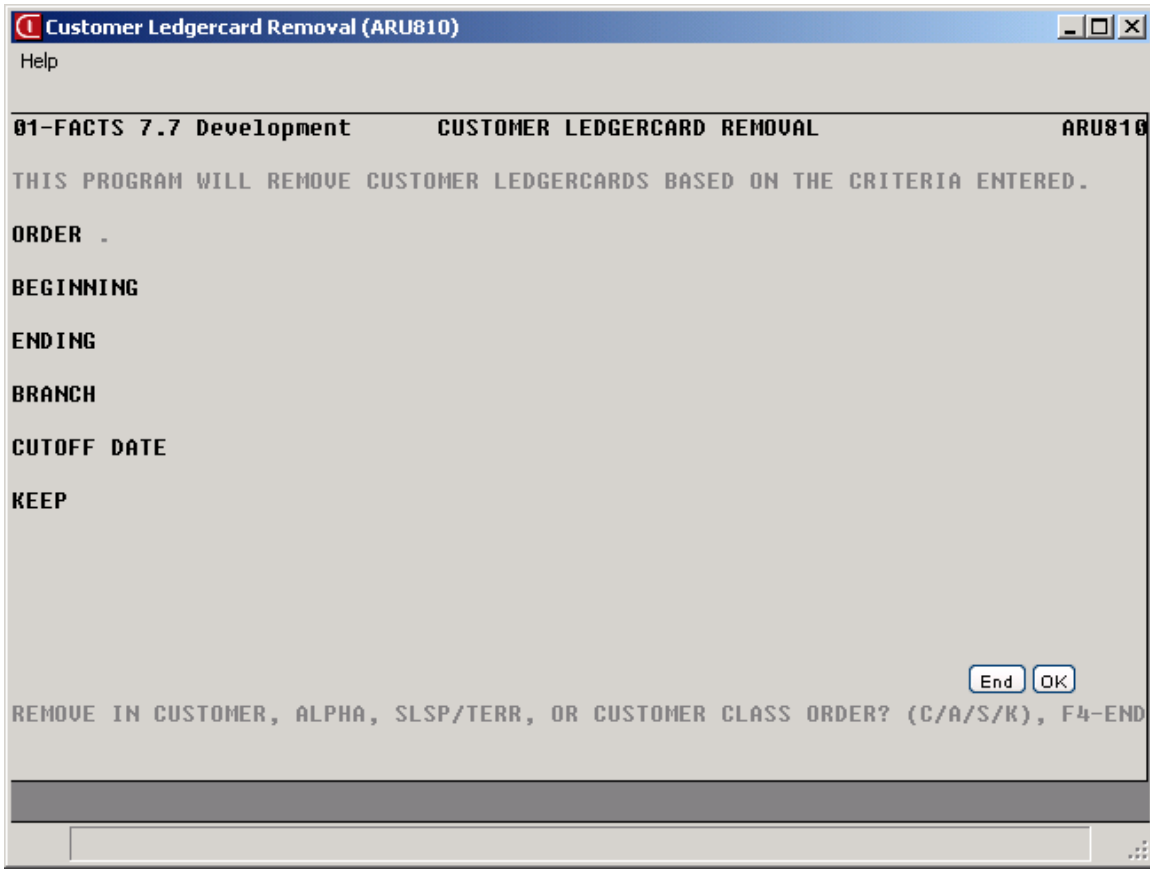 Customer Ledgercard Removal (ARU810)
Help
01-FACTS 7.7 Development CUSTOMER LEDGERCARD REMOVAL ARU810
THIS PROGRAM WILL REMOVE CUSTOMER LEDGERCARDS BASED ON THE CRITERIA ENTERED.
ORDER .
BEGINNING
ENDING
BRANCH
CUTOFF DATE
KEEP
End OK
REMOVE IN CUSTOMER, ALPHA, SLSP/TERR, OR CUSTOMER CLASS ORDER? (C/A/S/K), F4-END